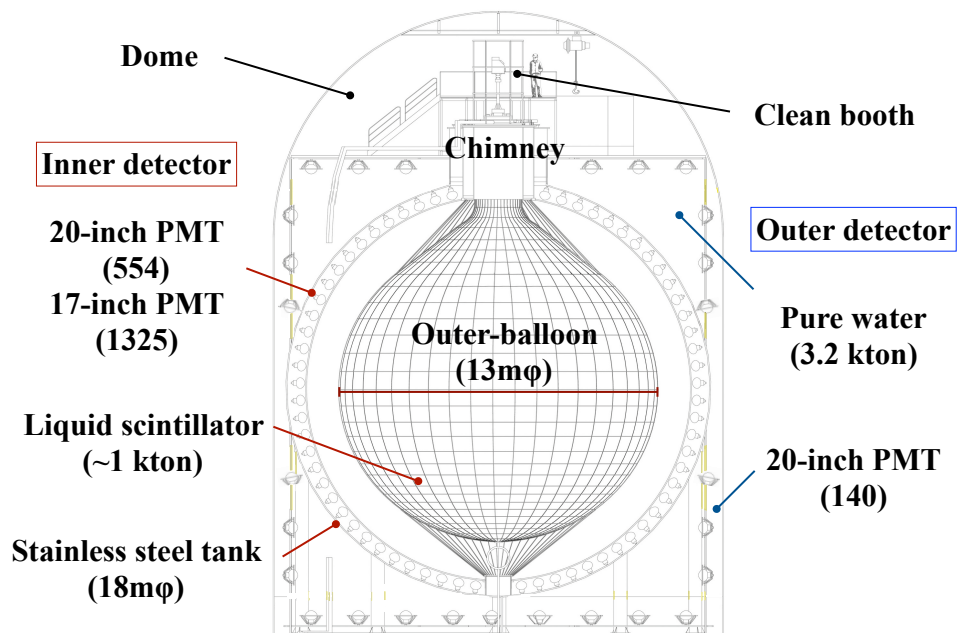 Dome
Clean booth
Chimney
Inner detector
20-inch PMT
(554)
17-inch PMT
(1325)
Outer detector
Pure water
(3.2 kton)
Outer-balloon
(13mφ)
Liquid scintillator
(~1 kton)
20-inch PMT
(140)
Stainless steel tank
(18mφ)